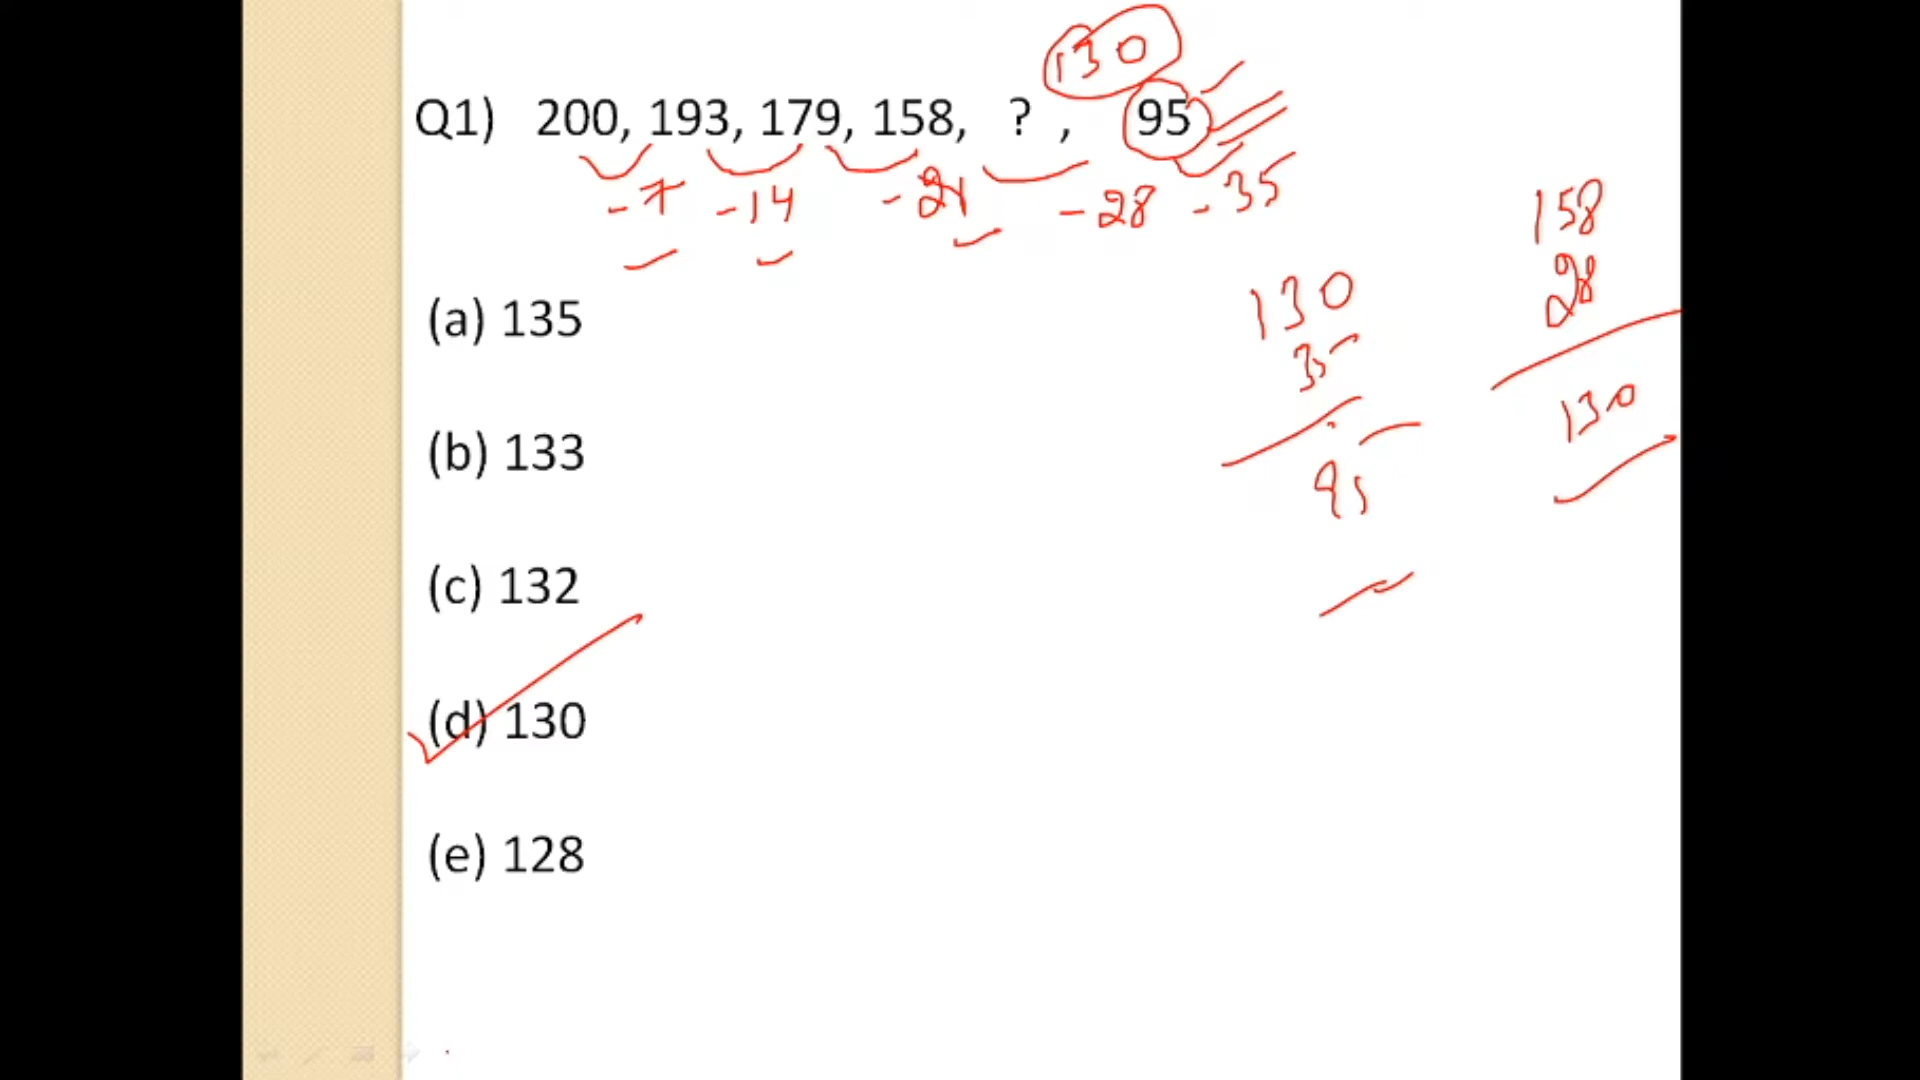 130
Q1) 200, 193, 179, 158, ? , 95
-7 -14 -21 -28 -35
158
28
130
130
35
95
(a) 135
(b) 133
(c) 132
(d) 130
(e) 128